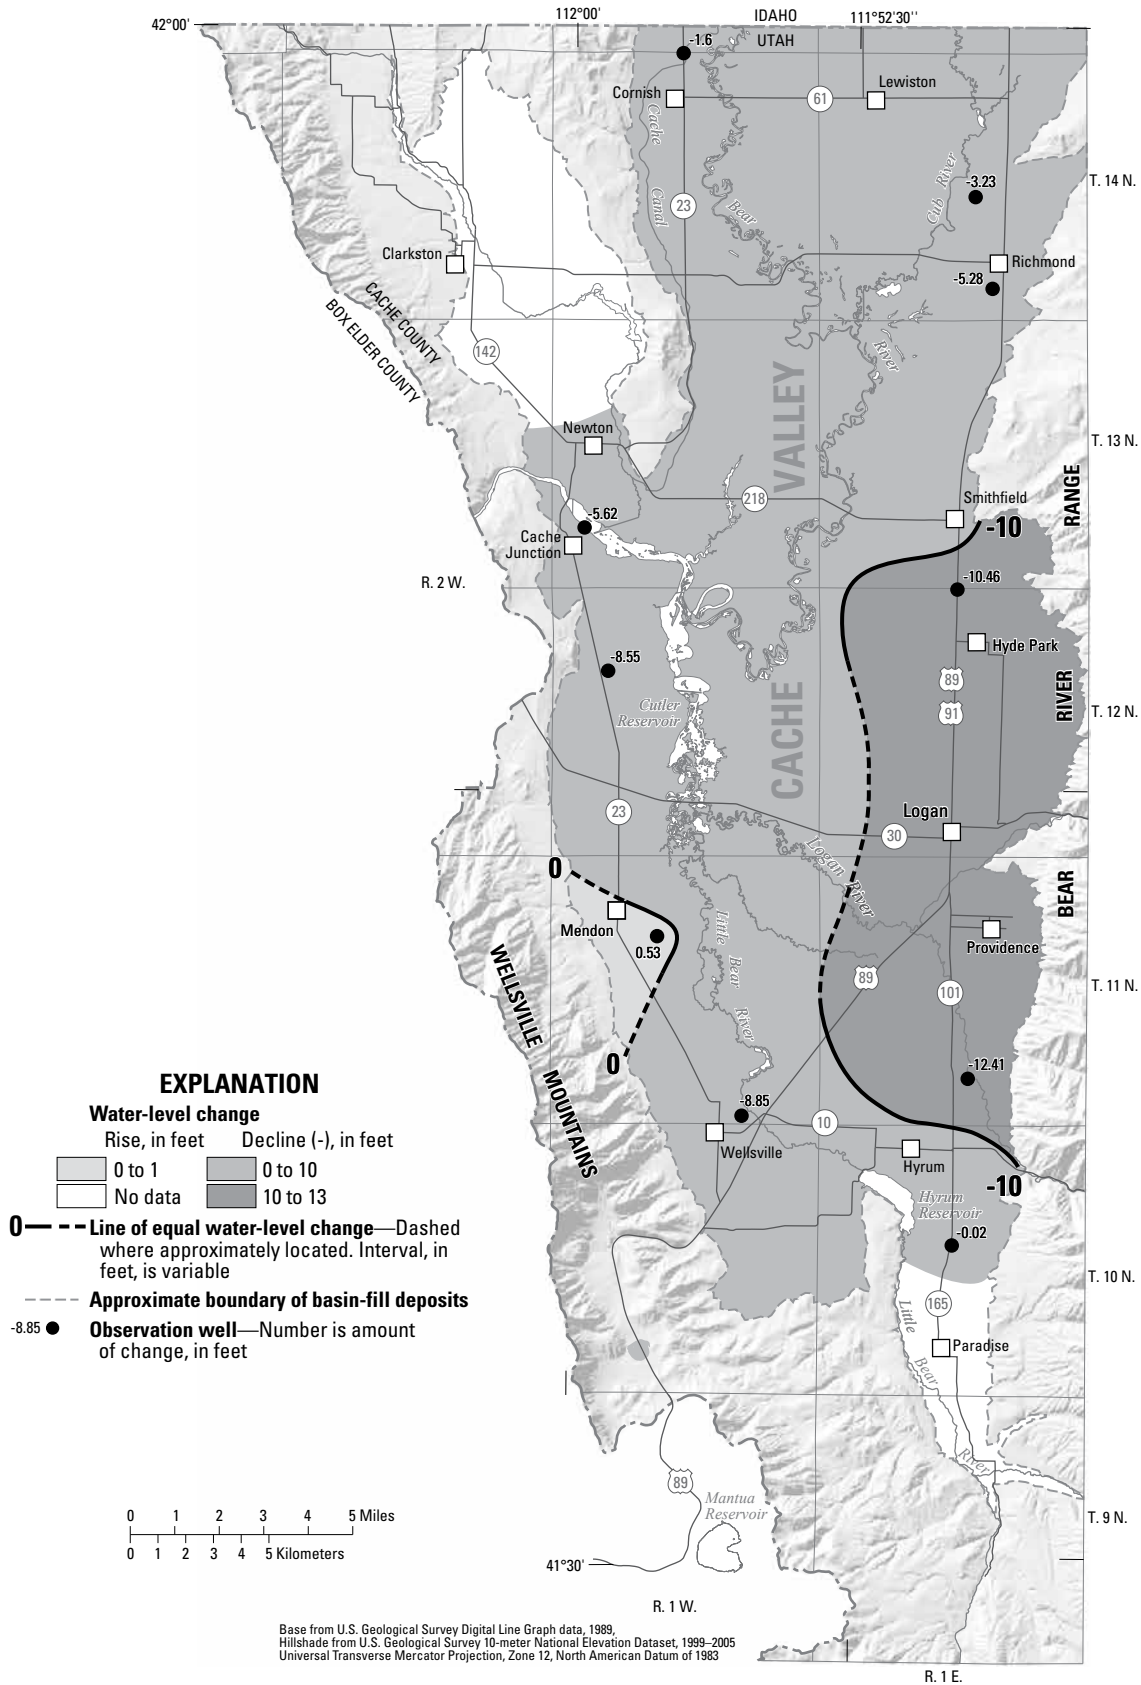 42°00'
112°00'
IDAHO
UTAH
111°52'30''
-1.6
Cornish
61
Lewiston
Cache
Canal
23
Bear
Cub River
-3.23
T. 14 N.
Clarkston
Richmond
-5.28
CACHE COUNTY
BOX ELDER COUNTY
142
River
Newton
VALLEY
T. 13 N.
RANGE
218
Smithfield
-10
-5.62
Cache
Junction
R. 2 W.
-10.46
Hyde Park
-8.55
89
RIVER
Cutler
Reservoir
91
T. 12 N.
CACHE
23
Logan
30
Logan River
0
BEAR
Mendon
0.53
Little
Bear
River
Providence
WELLSVILLE
MOUNTAINS
89
101
T. 11 N.
0
-12.41
-8.85
10
Wellsville
Hyrum
-10
Hyrum
Reservoir
-0.02
T. 10 N.
165
Little
Bear
River
Paradise
EXPLANATION
Water-level change
Rise, in feet
Decline (-), in feet
0 to 1
0 to 10
No data
10 to 13
0 Line of equal water-level change—Dashed
where approximately located. Interval, in
feet, is variable
Approximate boundary of basin-fill deposits
-8.85 Observation well—Number is amount
of change, in feet
89
Mantua
Reservoir
0 1 2 3 4 5 Miles
0 1 2 3 4 5 Kilometers
T. 9 N.
41°30'
R. 1 W.
Base from U.S. Geological Survey Digital Line Graph data, 1989,
Hillshade from U.S. Geological Survey 10-meter National Elevation Dataset, 1999–2005
Universal Transverse Mercator Projection, Zone 12, North American Datum of 1983
R. 1 E.